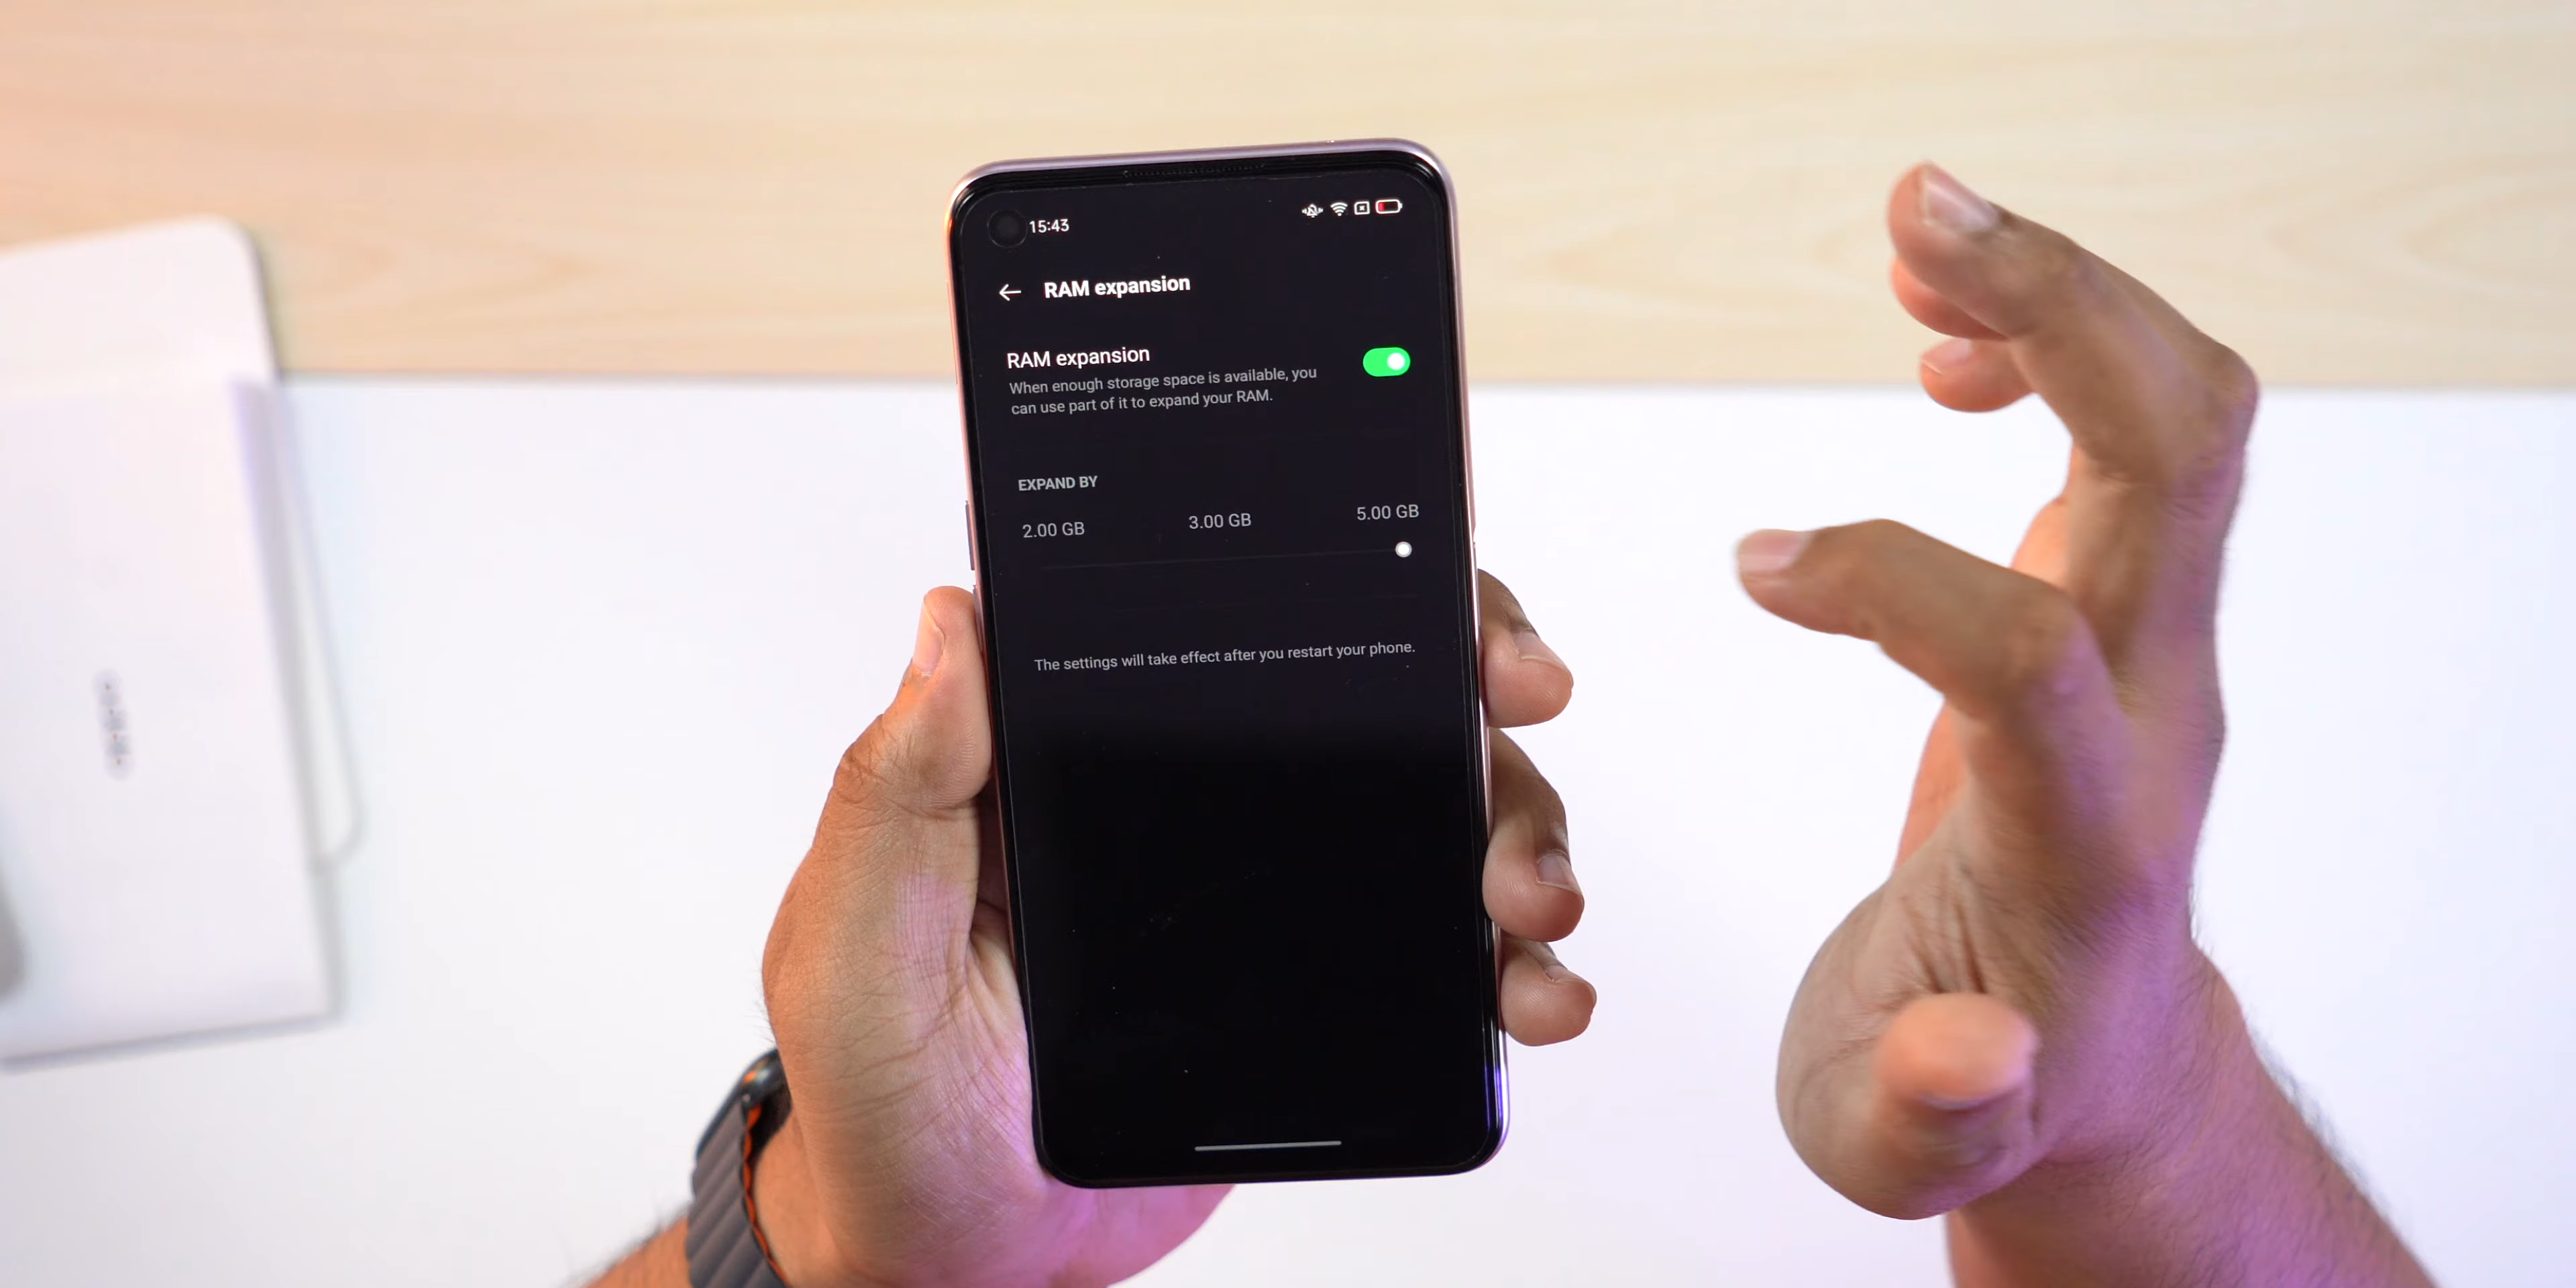 15:43
RAM expansion
RAM expansion
When enough storage space is available, you
can use part of it to expand your RAM.
EXPAND BY
2.00 GB 3.00 GB 5.00 GB
The settings will take effect after you restart your phone.